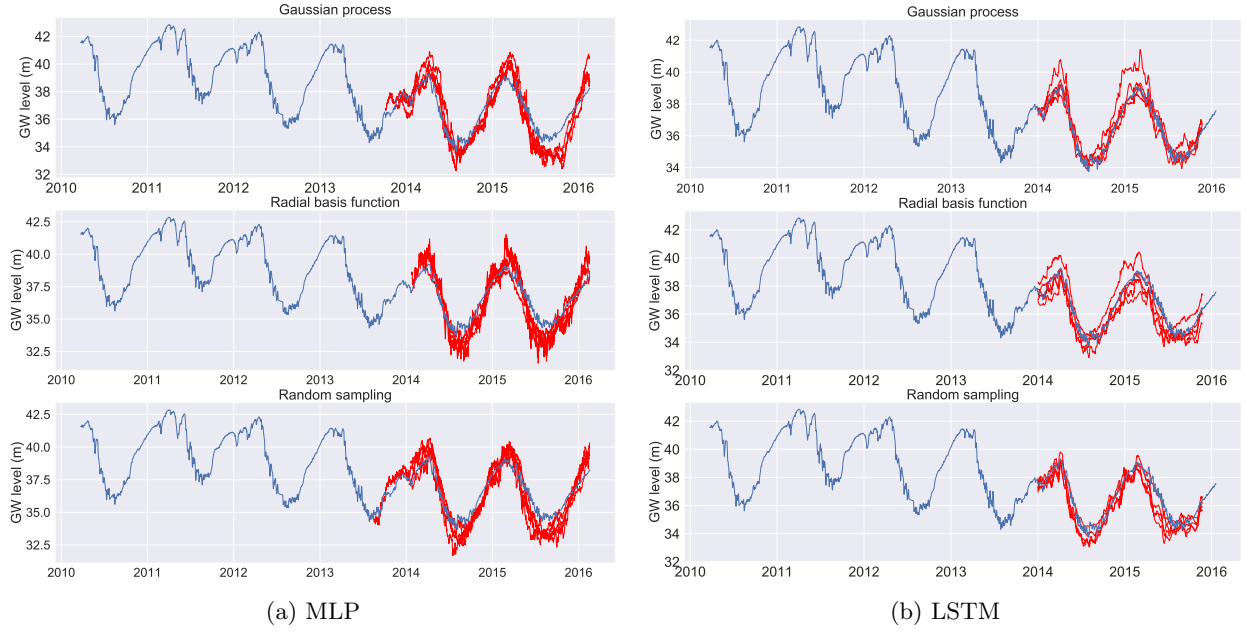 Gaussian process
GW level (m)
42
40
38
36
34
32
2010 2011 2012 2013 2014 2015 2016
Radial basis function
GW level (m)
42.5
40.0
37.5
35.0
32.5
2010 2011 2012 2013 2014 2015 2016
Random sampling
GW level (m)
42.5
40.0
37.5
35.0
32.5
2010 2011 2012 2013 2014 2015 2016
(a) MLP
Gaussian process
GW level (m)
42
40
38
36
34
2010 2011 2012 2013 2014 2015 2016
Radial basis function
GW level (m)
42
40
38
36
34
32
2010 2011 2012 2013 2014 2015 2016
Random sampling
GW level (m)
42
40
38
36
34
32
2010 2011 2012 2013 2014 2015 2016
(b) LSTM